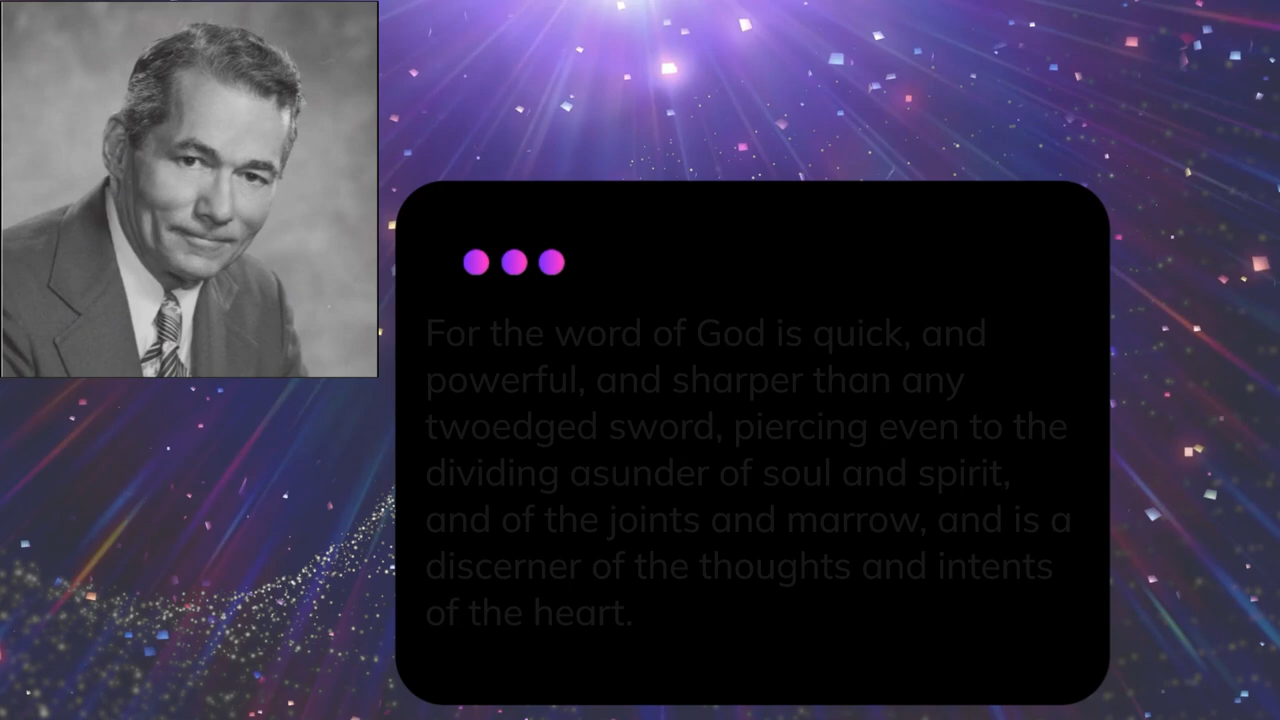 For the word of God is quick, and
powerful, and sharper than any
twoedged sword, piercing even to the
dividing asunder of soul and spirit,
and of the joints and marrow, and is a
discerner of the thoughts and intents
of the heart.